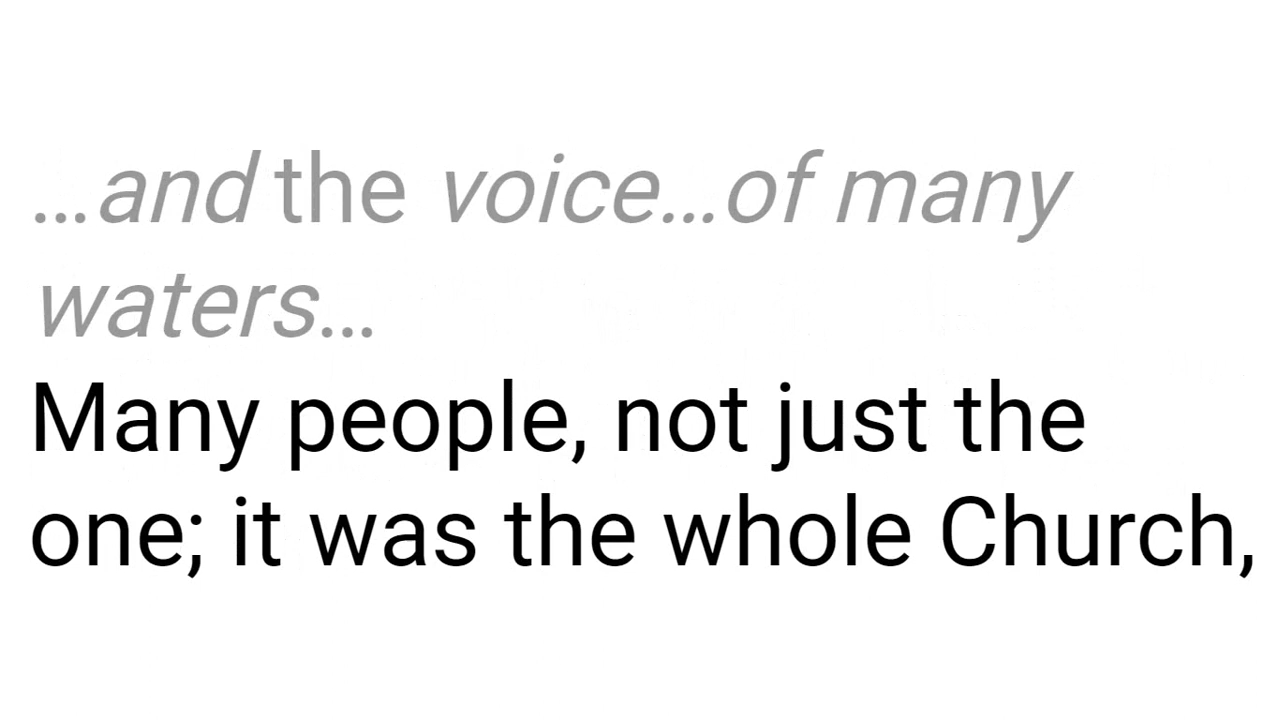 …and the voice…of many
waters…
Many people, not just the
one; it was the whole Church,